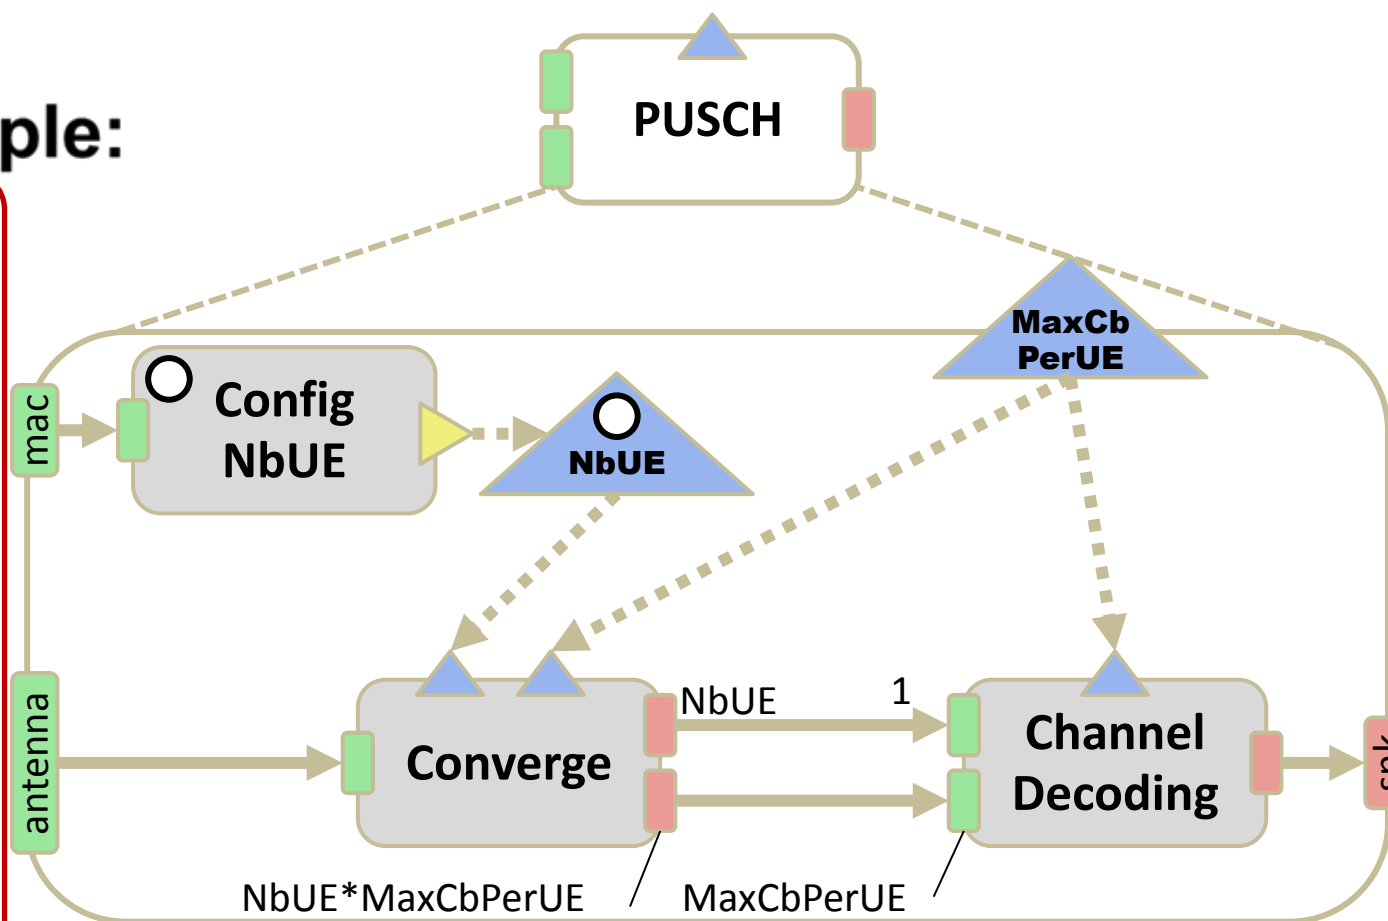 ple:
PUSCH
MaxCb
PerUE
mac
Config
NbUE
NbUE
antenna
NbUE
1
Converge
Channel
Decoding
NbUE*MaxCbPerUE
MaxCbPerUE